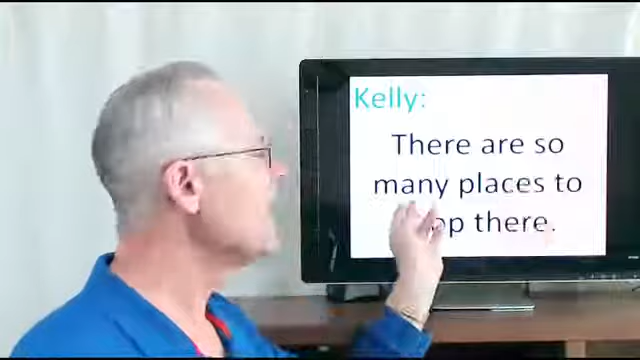 Kelly:
There are so
many places to
there.